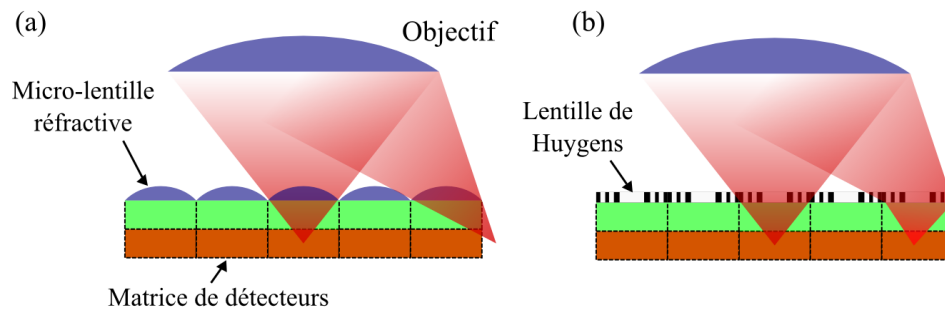 (a)
Objectif
Micro-lentille
réfractive
Matrice de détecteurs
(b)
Lentille de
Huygens